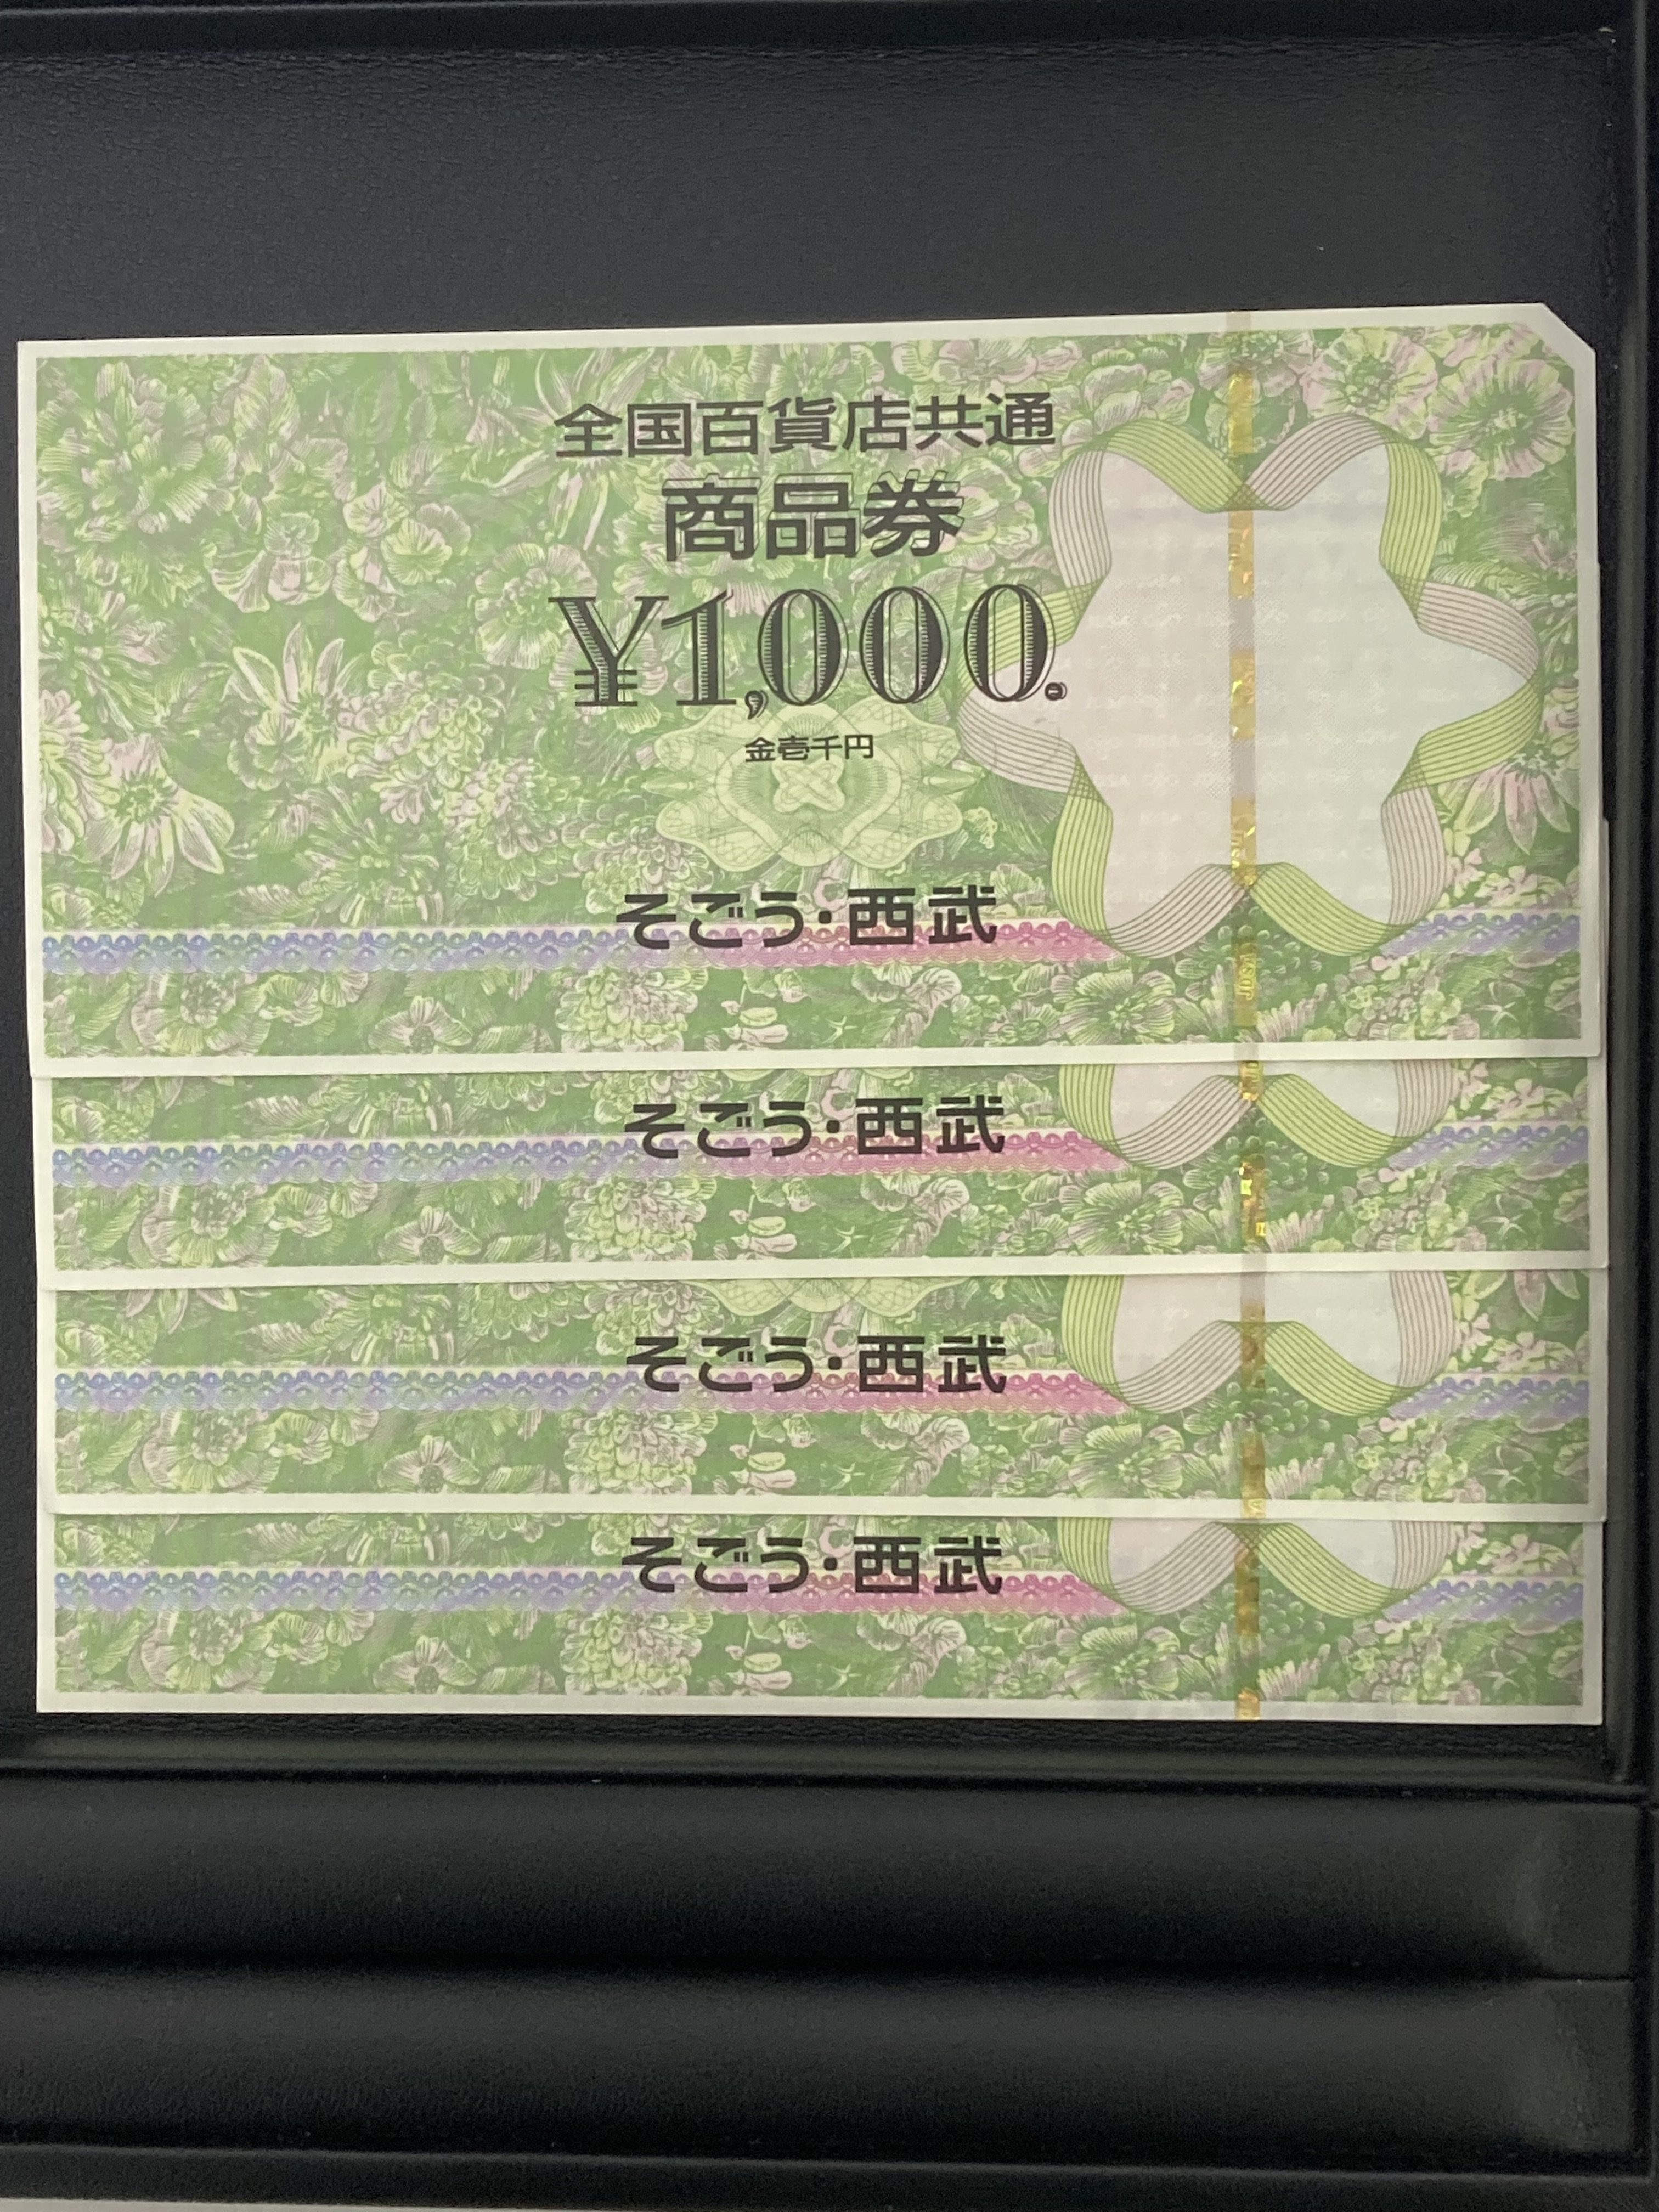 全国百貨店共通
商品券
¥1,000.
金壱千円
そごう・西武
そごう・西武
そごう・西武
そごう・西武